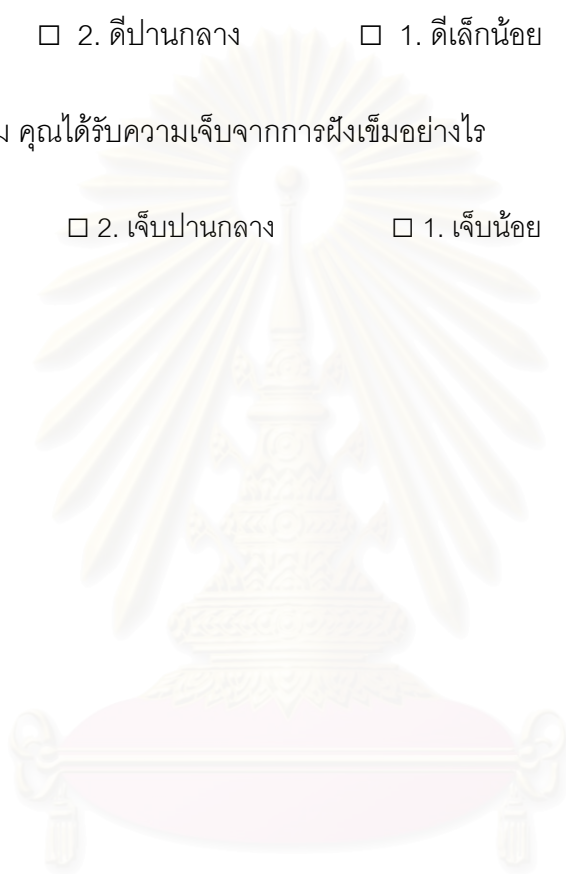 ☐ 2. ดีปานกลาง ☐ 1. ดีเล็กน้อย
คุณได้รับความเจ็บจากการฝังเข็มอย่างไร
☐ 2. เจ็บปานกลาง ☐ 1. เจ็บน้อย